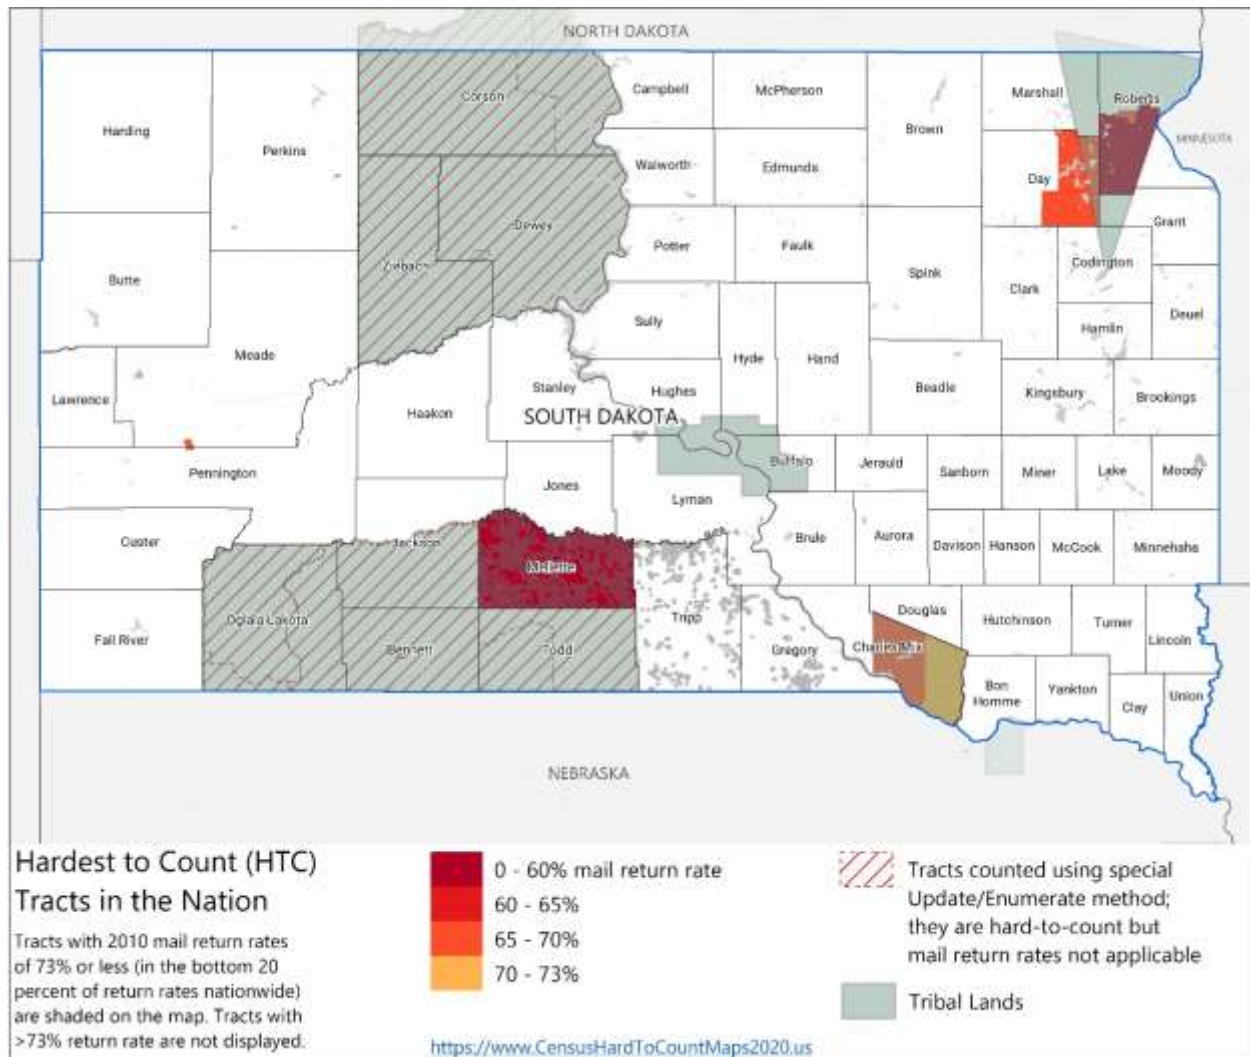 NORTH DAKOTA
Corson
Campbell
McPherson
Marshall
Roberts
Harding
Perkins
Brown
MINNESOTA
Walworth
Edmunds
Day
Dewey
Potter
Faulk
Grant
Ziebach
Spink
Codington
Butte
Clark
Deuel
Sully
Hamlin
Meade
Hyde
Hand
Stanley
Hughes
Beadle
Kingsbury
Brookings
Lawrence
Haakon
SOUTH DAKOTA
Pennington
Buffalo
Jerauld
Sanborn
Miner
Lake
Moody
Jones
Lyman
Custer
Jackson
Brule
Aurora
Davison
Hanson
McCook
Minnehaha
Mellette
Oglala Lakota
Tripp
Douglas
Hutchinson
Turner
Lincoln
Fall River
Bennett
Todd
Gregory
Charles Mix
Bon
Homme
Yankton
Clay
Union
NEBRASKA
Hardest to Count (HTC)
Tracts in the Nation
Tracts with 2010 mail return rates
of 73% or less (in the bottom 20
percent of return rates nationwide)
are shaded on the map. Tracts with
>73% return rate are not displayed.
0 - 60% mail return rate
60 - 65%
65 - 70%
70 - 73%
https://www.CensusHardToCountMaps2020.us
Tracts counted using special
Update/Enumerate method;
they are hard-to-count but
mail return rates not applicable
Tribal Lands